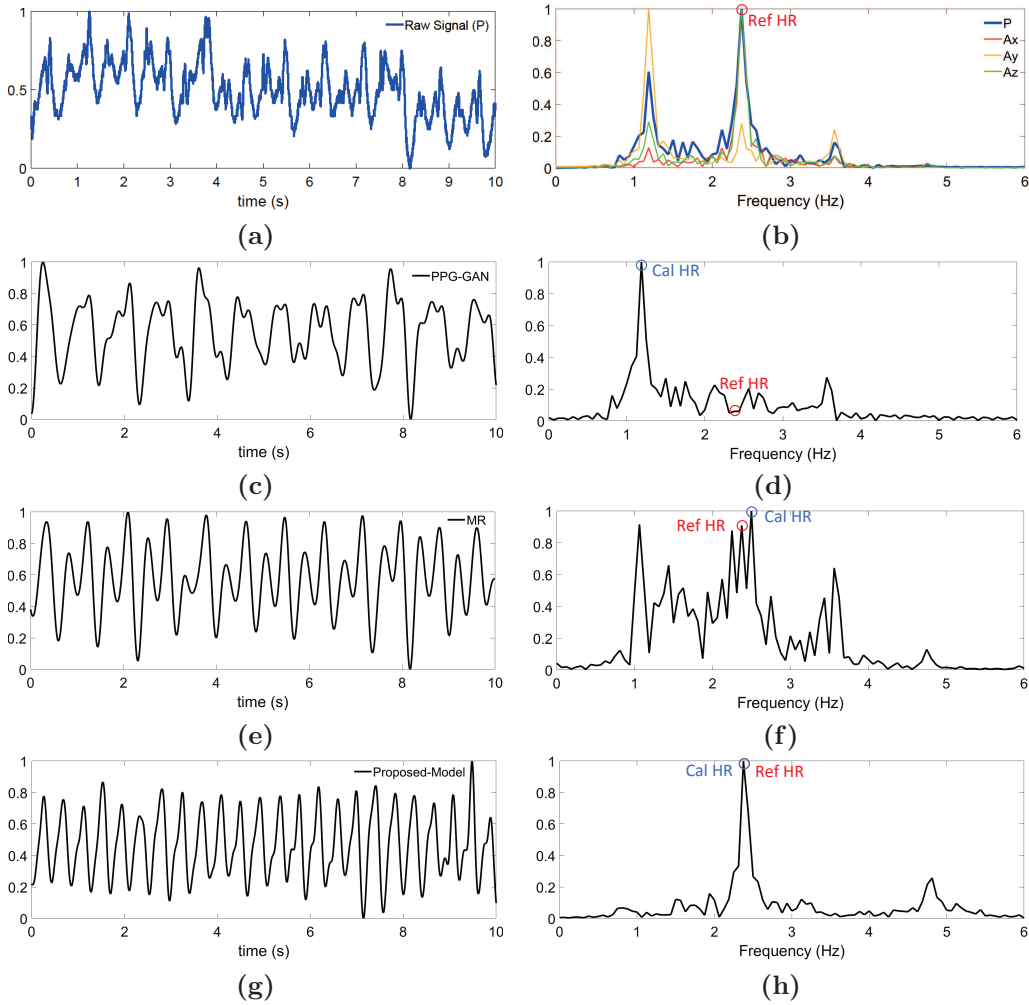 1
0.5
0
Raw Signal (P)
0 1 2 3 4 5 6 7 8 9 10
time (s)
(a)
1
0.8
0.6
0.4
0.2
0
Ref HR
P
Ax
Ay
Az
0 1 2 3 4 5 6
Frequency (Hz)
(b)
1
0.8
0.6
0.4
0.2
0
PPG-GAN
0 2 4 6 8 10
time (s)
(c)
1
0.8
0.6
0.4
0.2
0
Cal HR
Ref HR
1 2 3 4 5 6
Frequency (Hz)
(d)
1
0.8
0.6
0.4
0.2
0
MR
0 2 4 6 8 10
time (s)
(e)
1
0.8
0.6
0.4
0.2
0
Ref HR
Cal HR
0 1 2 3 4 5 6
Frequency (Hz)
(f)
1
0.8
0.6
0.4
0.2
0
Proposed-Model
0 2 4 6 8 10
time (s)
(g)
1
0.8
0.6
0.4
0.2
0
Cal HR Ref HR
0 1 2 3 4 5 6
Frequency (Hz)
(h)